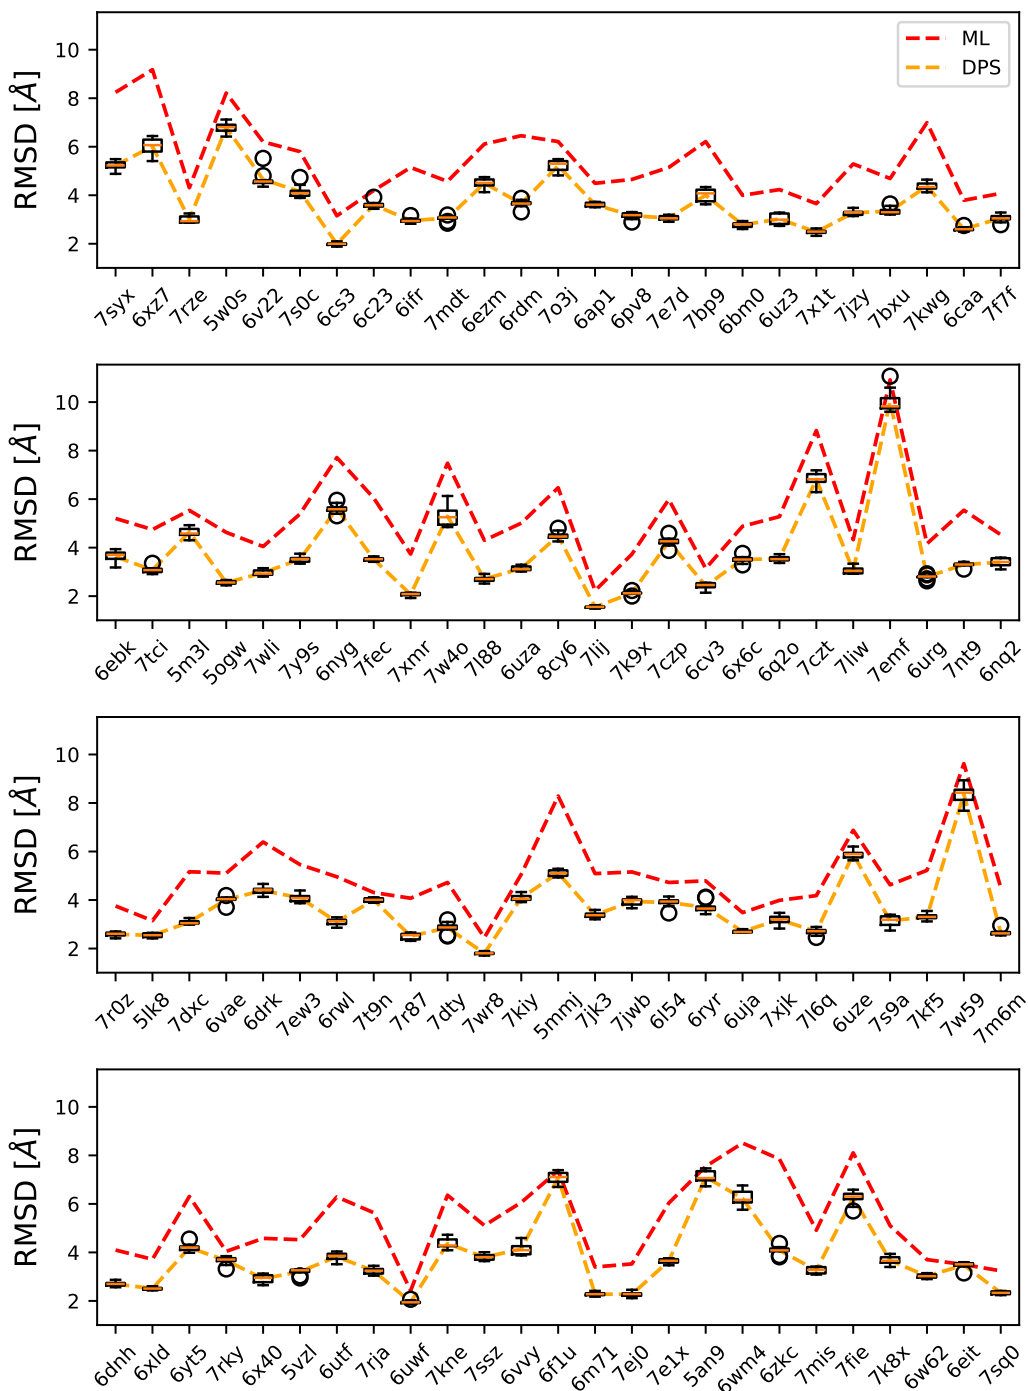 RMSD [Å]
10
8
6
4
2
ML
DPS
7syx 6xz7 7rze 5w0s 6v22 7s0c 6cs3 6c23 6ifr 7mdt 6ezm 6rdm 7o3j 6ap1 6pv8 7e7d 7bp9 6bm0 6uz3 7x1t 7jzy 7bxu 7kwg 6caa 7f7f
RMSD [Å]
10
8
6
4
2
6ebk 7tci 5m3l 5ogw 7wli 7y9s 6nyg 7fec 7xmr 7w4o 7l88 6uza 8cy6 7lij 7k9x 7czp 6cv3 6x6c 6q2o 7czt 7liw 7emf 6urg 7nt9 6nq2
RMSD [Å]
10
8
6
4
2
7r0z 5lk8 7dxc 6vae 6drk 7ew3 6rwl 7t9n 7r87 7dty 7wr8 7kly 5mmj 7jk3 7jwb 6l54 6ryr 6uja 7xjk 7l6q 6uze 7s9a 7kr5 7w59 7m6m
RMSD [Å]
10
8
6
4
2
6dnh 6xld 6yt5 7rky 6x40 5vzl 6utf 7rja 6uwf 7kne 7ssz 6vvy 6f1u 6m71 7ej0 7e1x 5an9 6wm4 6zkc 7mis 7fie 7k8x 6w62 6eit 7sq0